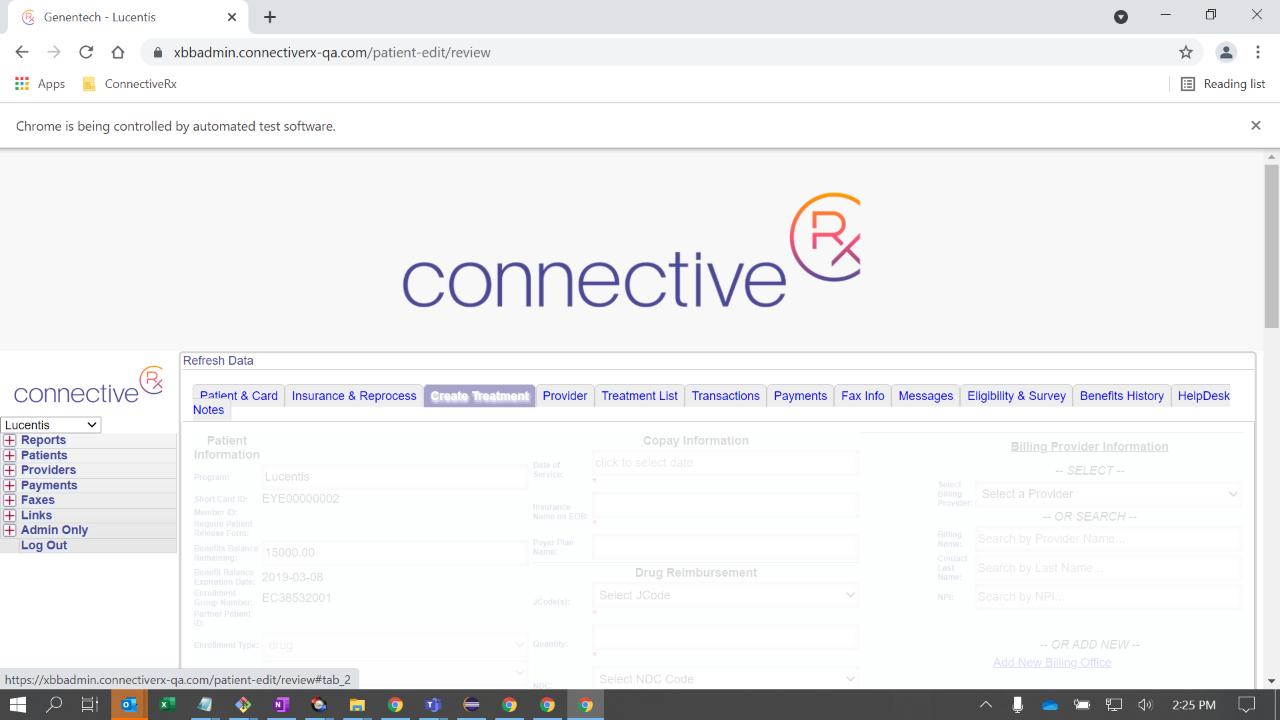 Genentech - Lucentis
xbbadmin.connectiverx-qa.com/patient-edit/review
Apps
ConnectiveRx
Reading list
Chrome is being controlled by automated test software.
connective Rx
Refresh Data
connective Rx
Patient & Card
Insurance & Reprocess
Create Treatment
Provider
Treatment List
Transactions
Payments
Fax Info
Messages
Eligibility & Survey
Benefits History
HelpDesk
Notes
Lucentis
Reports
Patients
Providers
Payments
Faxes
Links
Admin Only
Log Out
Patient
Information
Program: Lucentis
Short Card ID: EYE00000002
Member ID:
Require Patient
Release Form:
Benefits Balance
Remaining: 15000.00
Benefit Balance
Expiration Date: 2019-03-08
Enrollment
Group Number: EC38532001
Partner Patient
ID:
Enrollment Type: drug
Copay Information
Date of
Service: click to select date
*
Insurance
Name on EOB:
*
Payer Plan
Name:
Drug Reimbursement
JCode(s): Select JCode
*
Quantity:
*
NDC: Select NDC Code
Billing Provider Information
-- SELECT --
Select
Billing
Provider: Select a Provider
-- OR SEARCH --
Billing
Name: Search by Provider Name...
Contact
Last
Name: Search by Last Name...
NPI: Search by NPI...
-- OR ADD NEW --
Add New Billing Office
https://xbbadmin.connectiverx-qa.com/patient-edit/review#tab_2
2:25 PM